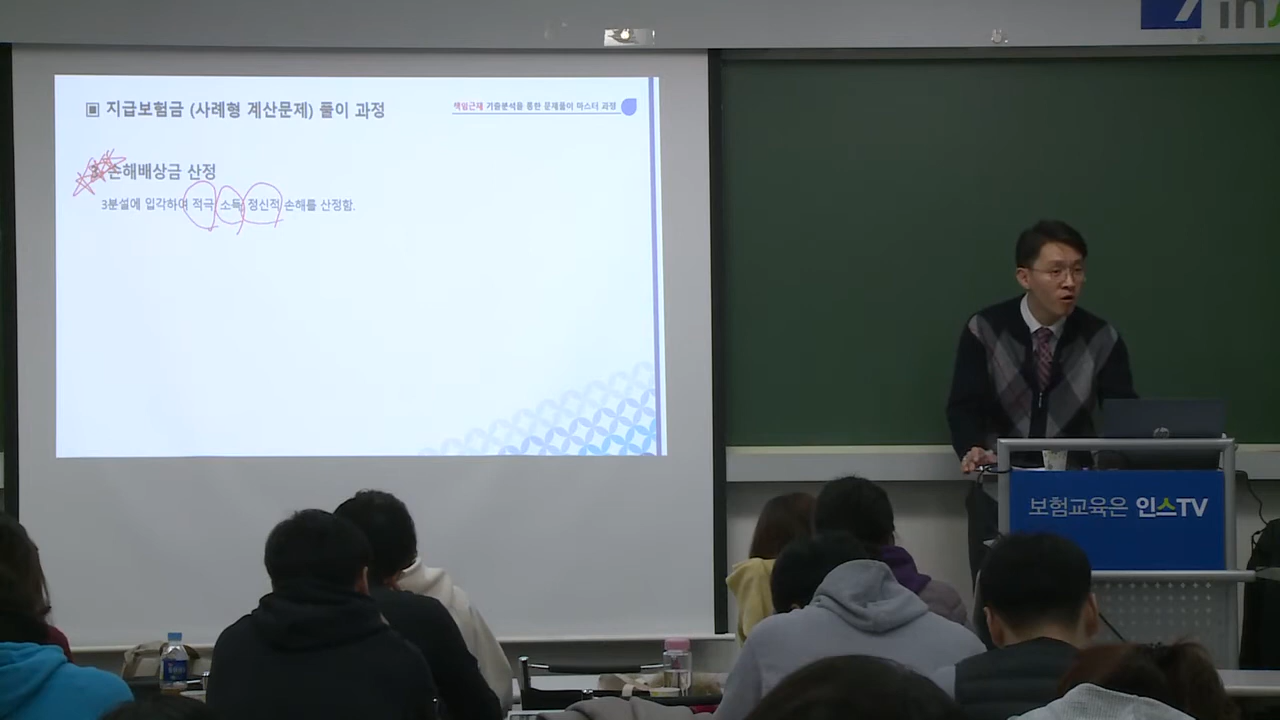 ▣ 지급보험금 (사례형 계산문제) 풀이 과정
책임근재 기출분석을 통한 문제풀이 마스터 과정
3. 손해배상금 산정
3분설에 입각하여 적극, 소득, 정신적 손해를 산정함.
보험교육은 인스TV
hp